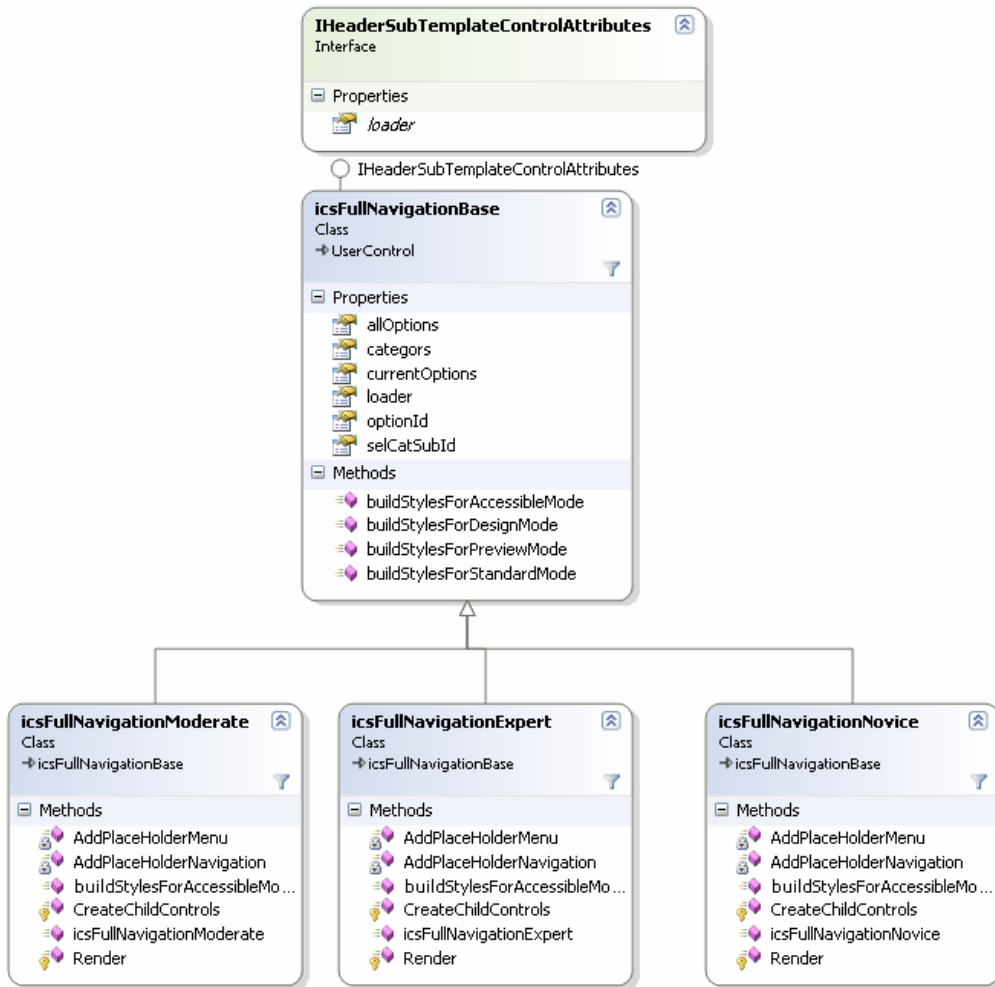 IHeaderSubTemplateControlAttributes
Interface
Properties
loader
IHeaderSubTemplateControlAttributes
icsFullNavigationBase
Class
UserControl
Properties
allOptions
categors
currentOptions
loader
optionId
selCatSubId
Methods
buildStylesForAccessibleMode
buildStylesForDesignMode
buildStylesForPreviewMode
buildStylesForStandardMode
icsFullNavigationModerate
Class
icsFullNavigationBase
Methods
AddPlaceHolderMenu
AddPlaceHolderNavigation
buildStylesForAccessibleMo...
CreateChildControls
icsFullNavigationModerate
Render
icsFullNavigationExpert
Class
icsFullNavigationBase
Methods
AddPlaceHolderMenu
AddPlaceHolderNavigation
buildStylesForAccessibleMo...
CreateChildControls
icsFullNavigationExpert
Render
icsFullNavigationNovice
Class
icsFullNavigationBase
Methods
AddPlaceHolderMenu
AddPlaceHolderNavigation
buildStylesForAccessibleMo...
CreateChildControls
icsFullNavigationNovice
Render